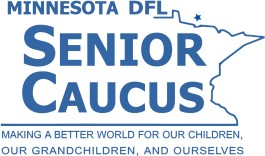 MINNESOTA DFL
SENIOR
CAUCUS
MAKING A BETTER WORLD FOR OUR CHILDREN,
OUR GRANDCHILDREN, AND OURSELVES